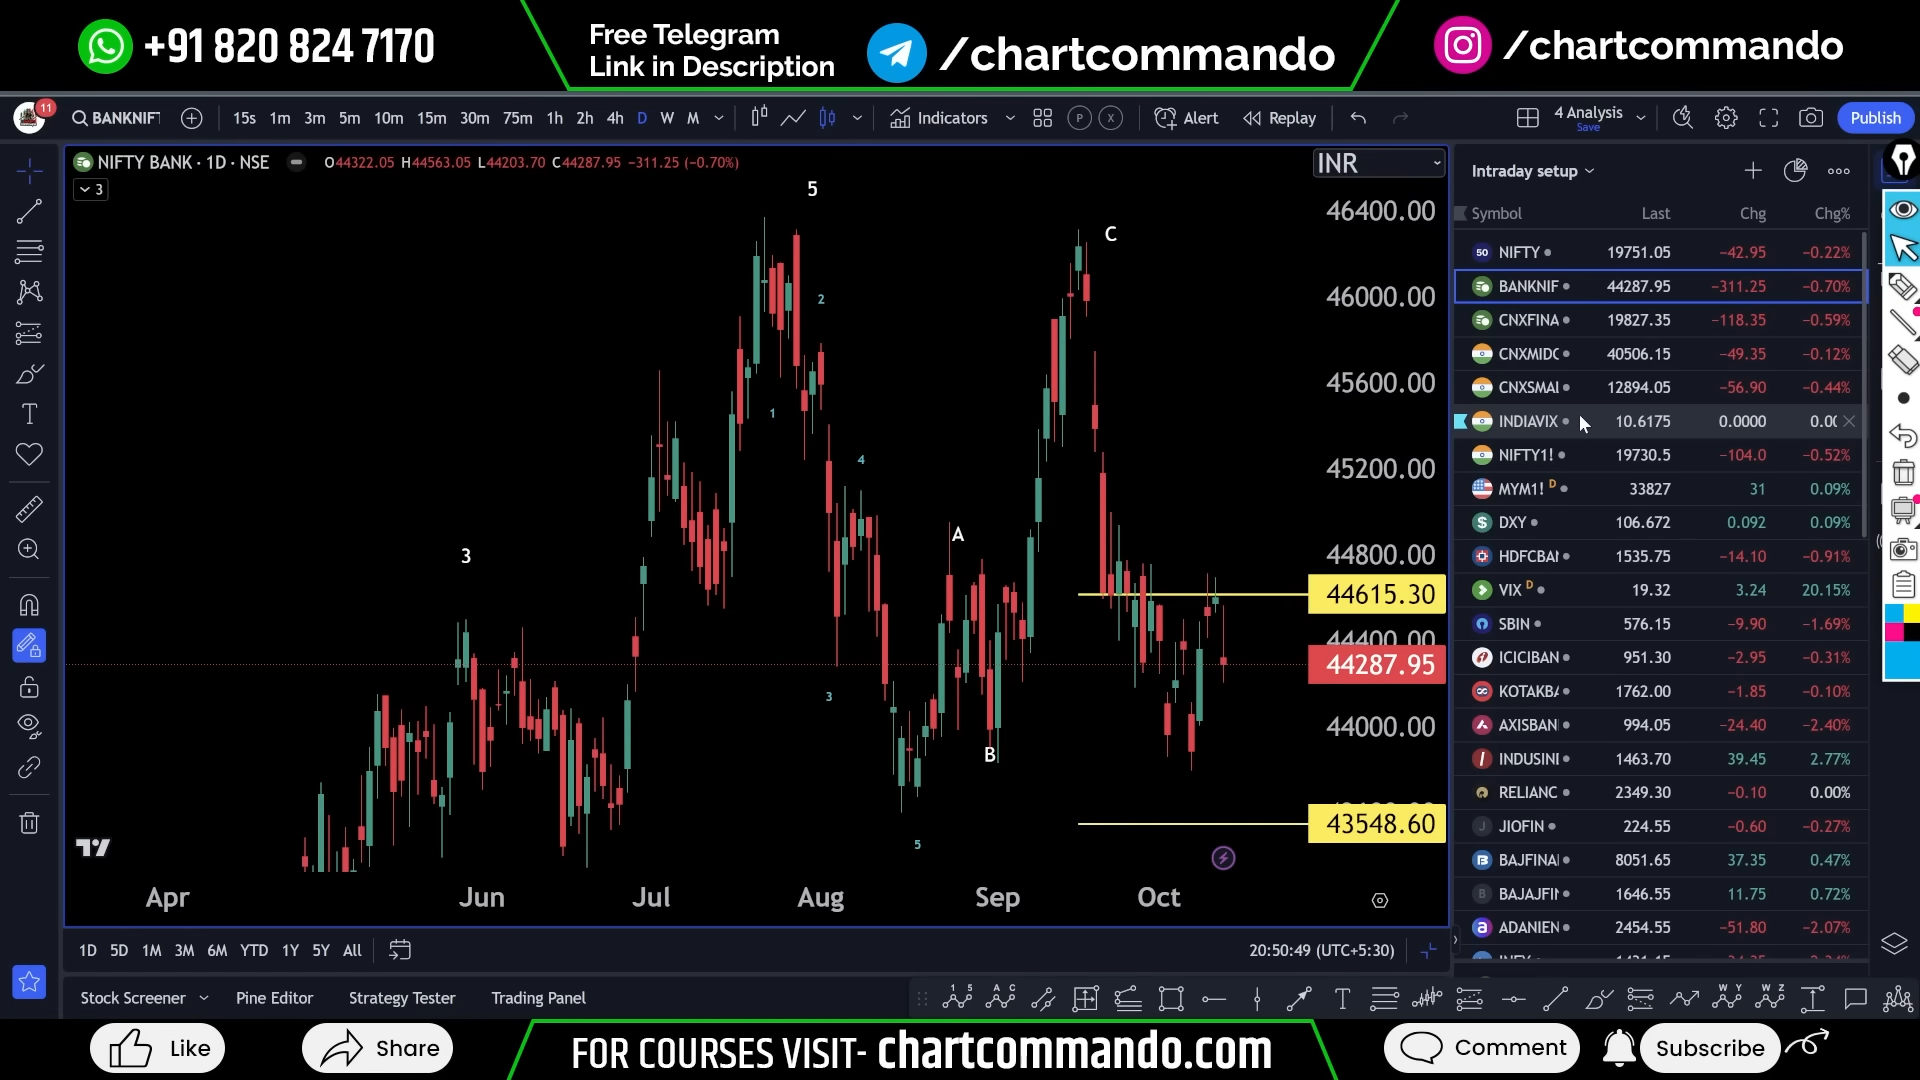 +91 820 824 7170
Free Telegram
Link in Description
/chartcommando
/chartcommando
11
BANKNIFT
15s 1m 3m 5m 10m 15m 30m 75m 1h 2h 4h D W M
Indicators
P X
Alert
Replay
4 Analysis
Save
Publish
NIFTY BANK · 1D · NSE
O44322.05 H44563.05 L44203.70 C44287.95 −311.25 (−0.70%)
3
INR
5
C
2
1
4
3
A
3
B
5
46400.00
46000.00
45600.00
45200.00
44800.00
44615.30
44400.00
44287.95
44000.00
43548.60
Apr Jun Jul Aug Sep Oct
1D 5D 1M 3M 6M YTD 1Y 5Y All
20:50:49 (UTC+5:30)
Stock Screener
Pine Editor
Strategy Tester
Trading Panel
Intraday setup
Symbol Last Chg Chg%
50 NIFTY 19751.05 −42.95 −0.22%
BANKNIF 44287.95 −311.25 −0.70%
CNXFINA 19827.35 −118.35 −0.59%
CNXMIDC 40506.15 −49.35 −0.12%
CNXSMAI 12894.05 −56.90 −0.44%
INDIAVIX 10.6175 0.0000 0.00
NIFTY1! 19730.5 −104.0 −0.52%
MYM1! D 33827 31 0.09%
DXY 106.672 0.092 0.09%
HDFCBAI 1535.75 −14.10 −0.91%
VIX D 19.32 3.24 20.15%
SBIN 576.15 −9.90 −1.69%
ICICIBAN 951.30 −2.95 −0.31%
KOTAKBA 1762.00 −1.85 −0.10%
AXISBAN 994.05 −24.40 −2.40%
INDUSINI 1463.70 39.45 2.77%
RELIANC 2349.30 −0.10 0.00%
JIOFIN 224.55 −0.60 −0.27%
BAJFINAI 8051.65 37.35 0.47%
BAJAJFIN 1646.55 11.75 0.72%
ADANIEN 2454.55 −51.80 −2.07%
Like
Share
FOR COURSES VISIT- chartcommando.com
Comment
Subscribe